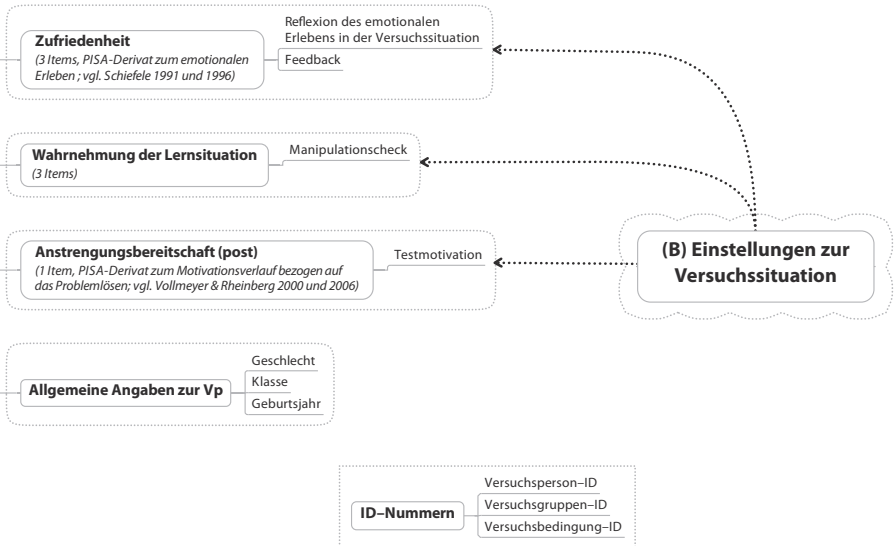 Zufriedenheit
(3 Items, PISA-Derivat zum emotionalen
Erleben ; vgl. Schiefele 1991 und 1996)
Reflexion des emotionalen
Erlebens in der Versuchssituation
Feedback
Wahrnehmung der Lernsituation
(3 Items)
Manipulationscheck
Anstrengungsbereitschaft (post)
(1 Item, PISA-Derivat zum Motivationsverlauf bezogen auf
das Problemlösen; vgl. Vollmeyer & Rheinberg 2000 und 2006)
Testmotivation
(B) Einstellungen zur
Versuchssituation
Allgemeine Angaben zur Vp
Geschlecht
Klasse
Geburtsjahr
ID–Nummern
Versuchsperson–ID
Versuchsgruppen–ID
Versuchsbedingung–ID